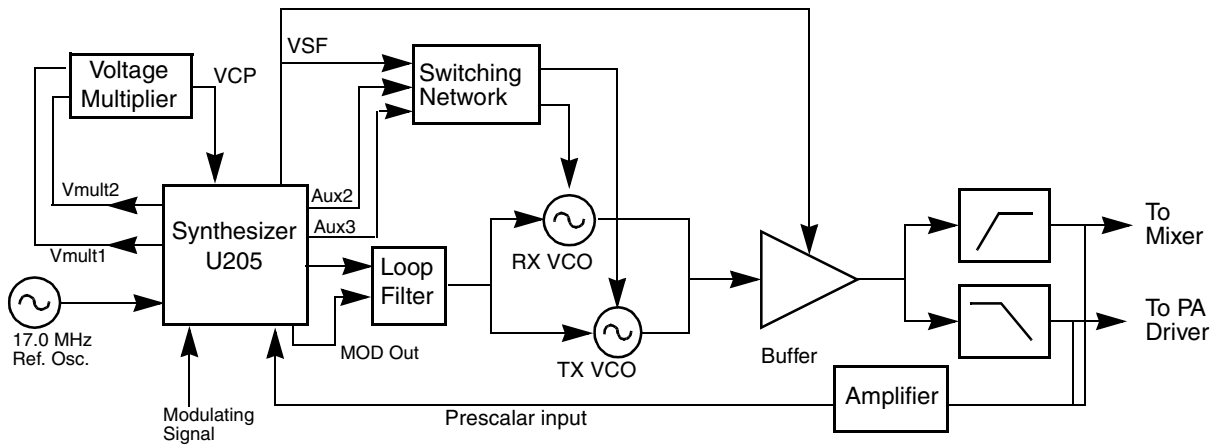 VSF
Voltage
Multiplier
VCP
Switching
Network
Vmult2
Aux2
Synthesizer
U205
Aux3
Vmult1
Loop
Filter
RX VCO
To
Mixer
17.0 MHz
Ref. Osc.
MOD Out
TX VCO
Buffer
To PA
Driver
Amplifier
Modulating
Signal
Prescalar input